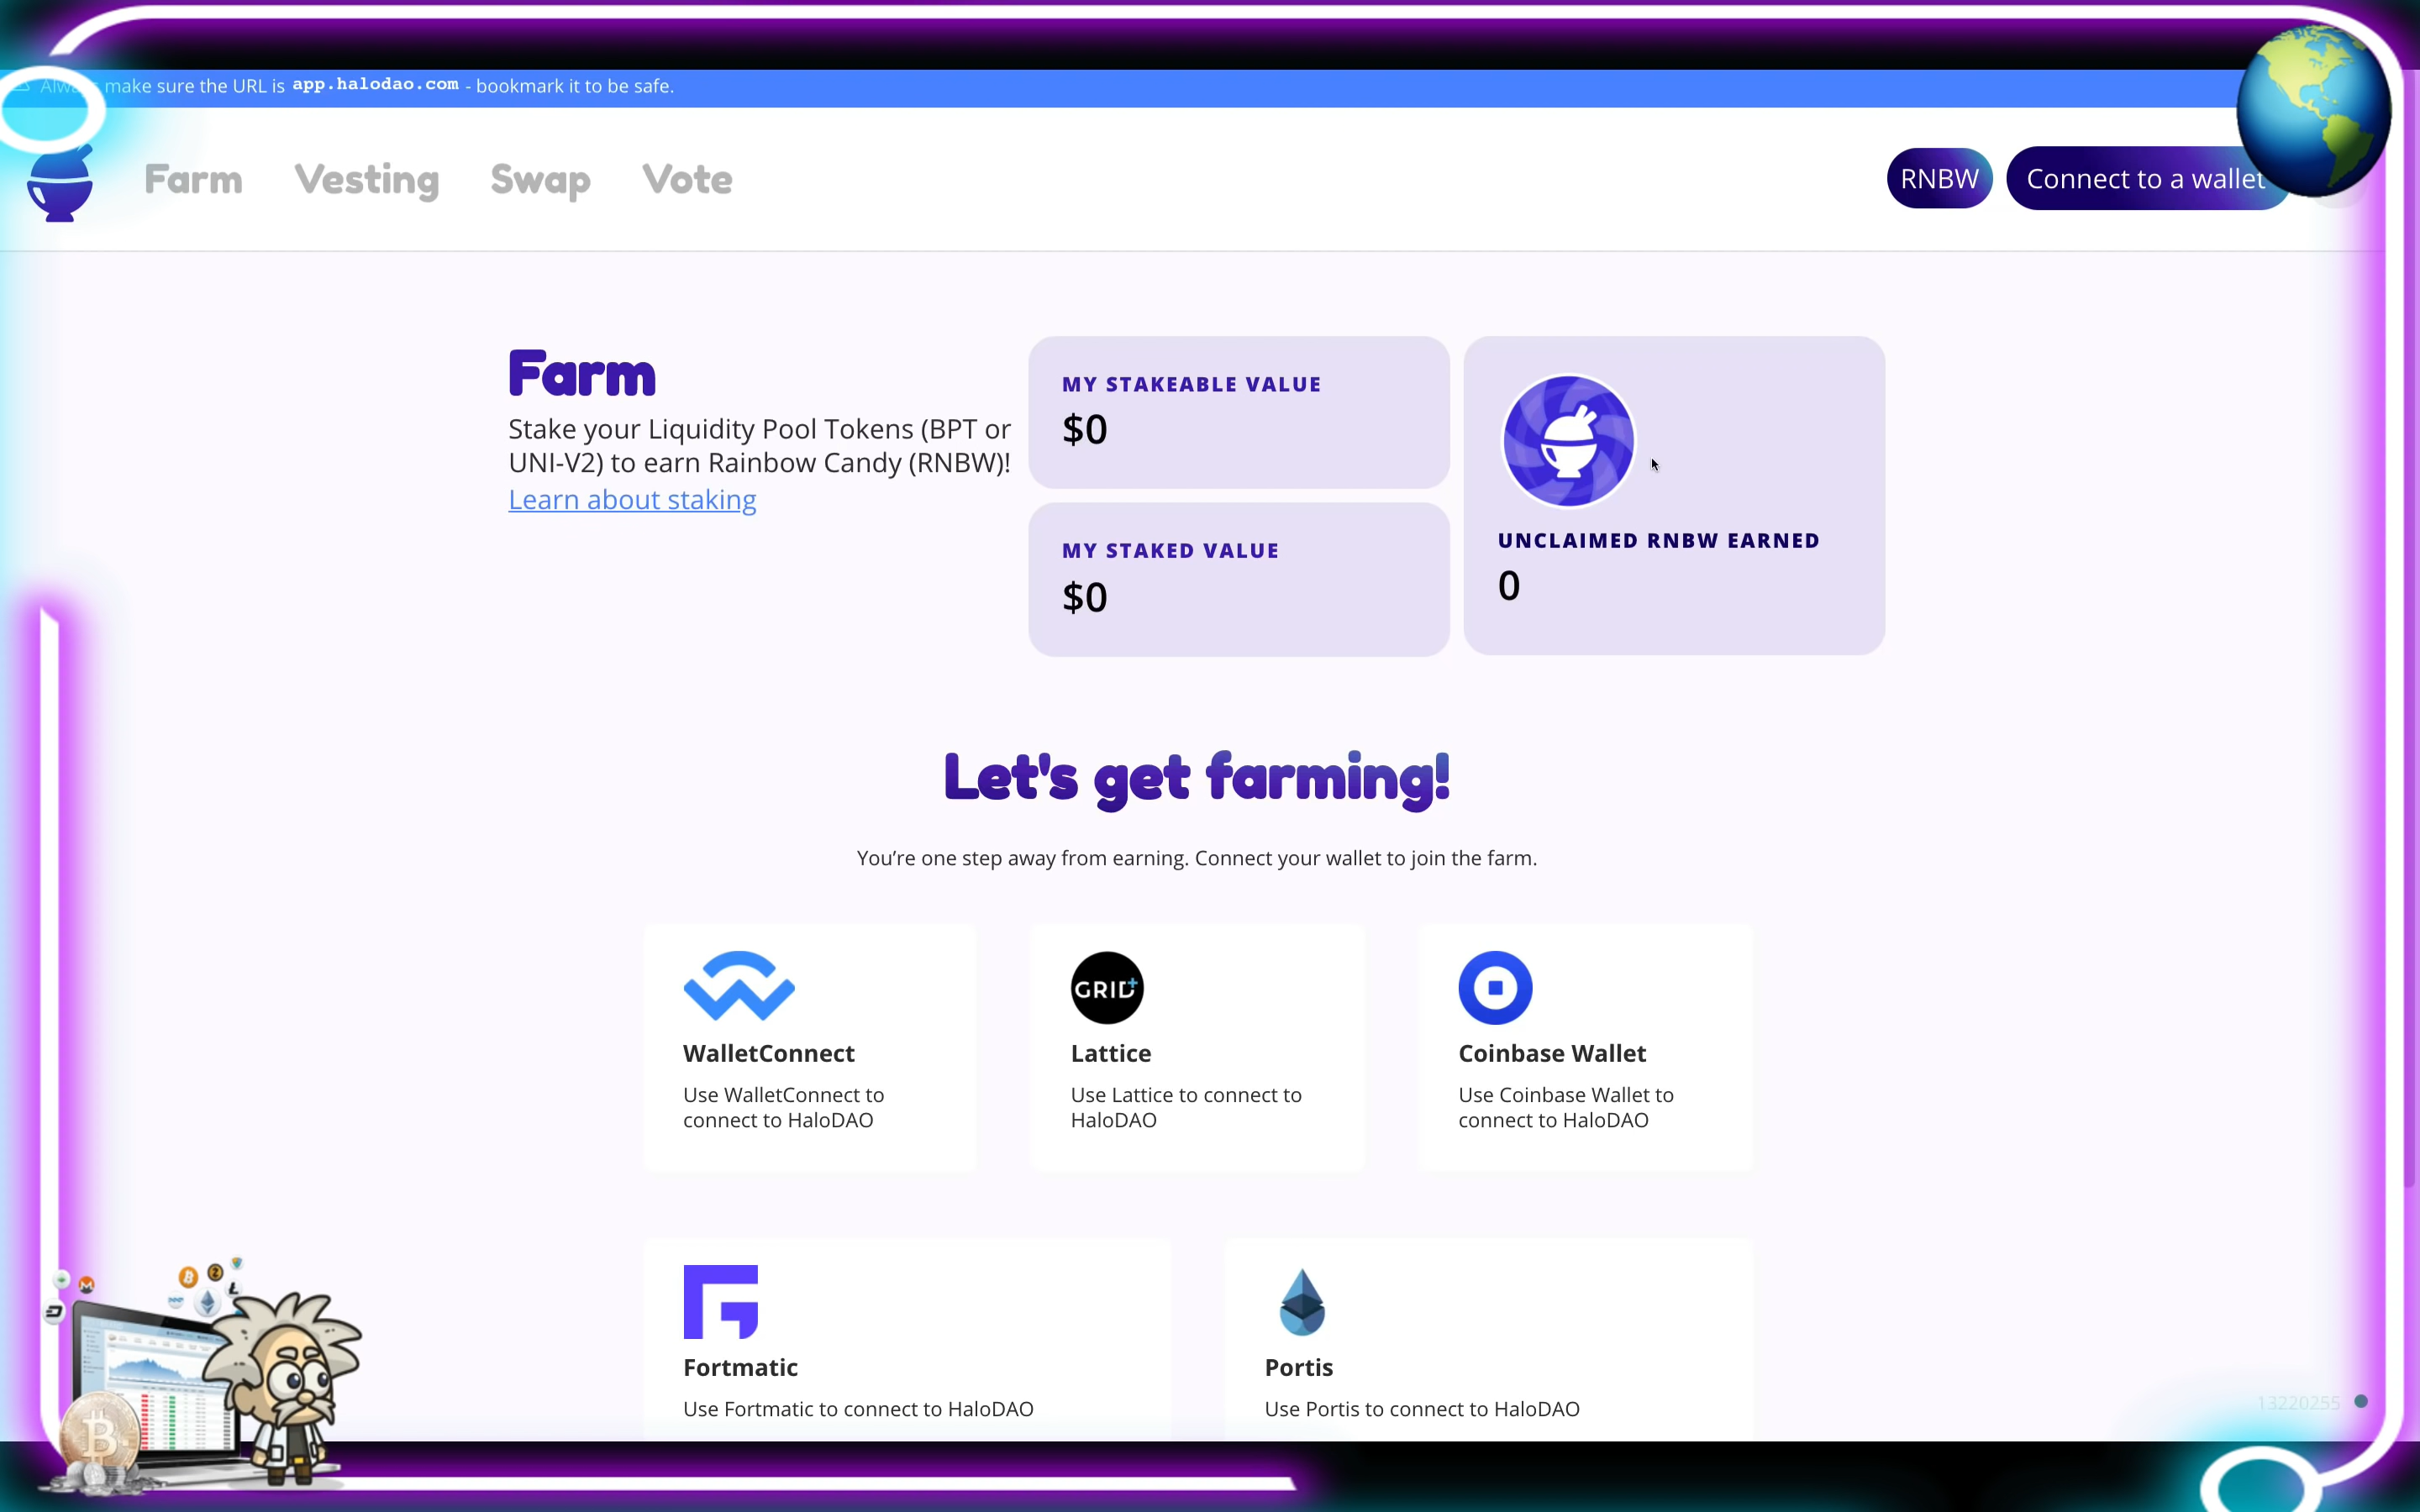 Always make sure the URL is app.halodao.com - bookmark it to be safe.
Farm Vesting Swap Vote
RNBW Connect to a wallet
Farm
Stake your Liquidity Pool Tokens (BPT or
UNI-V2) to earn Rainbow Candy (RNBW)!
Learn about staking
MY STAKEABLE VALUE
$0
MY STAKED VALUE
$0
UNCLAIMED RNBW EARNED
0
Let's get farming!
You’re one step away from earning. Connect your wallet to join the farm.
GRID+
WalletConnect
Use WalletConnect to
connect to HaloDAO
Lattice
Use Lattice to connect to
HaloDAO
Coinbase Wallet
Use Coinbase Wallet to
connect to HaloDAO
Fortmatic
Use Fortmatic to connect to HaloDAO
Portis
Use Portis to connect to HaloDAO
13220255